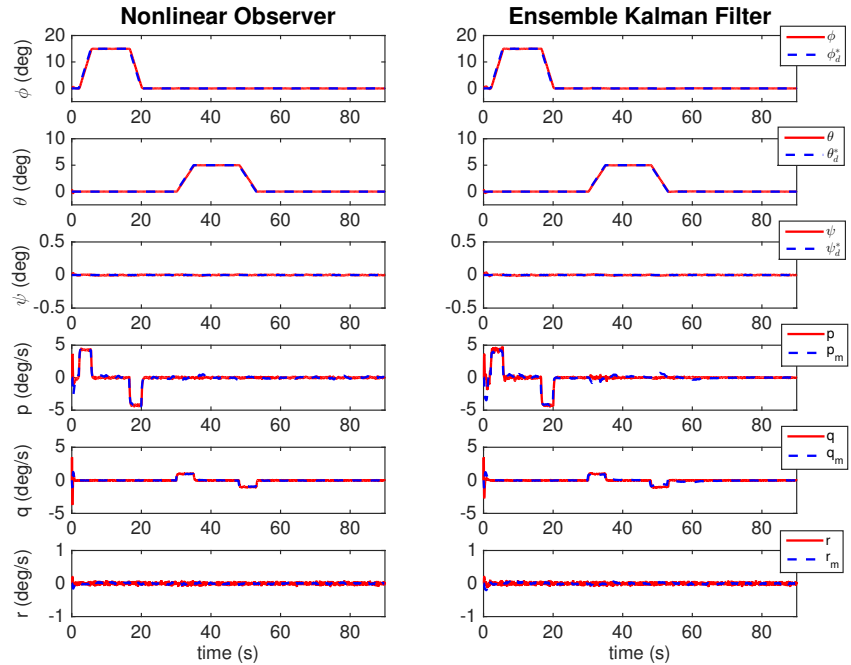 Nonlinear Observer
Ensemble Kalman Filter
20
10
0
ϕ (deg)
0 20 40 60 80
20
10
0
0 20 40 60 80
ϕ
ϕ*d
10
5
0
θ (deg)
0 20 40 60 80
10
5
0
0 20 40 60 80
θ
θ*d
0.5
0
-0.5
ψ (deg)
0 20 40 60 80
0.5
0
-0.5
0 20 40 60 80
ψ
ψ*d
5
0
-5
p (deg/s)
0 20 40 60 80
5
0
-5
0 20 40 60 80
p
p_m
5
0
-5
q (deg/s)
0 20 40 60 80
5
0
-5
0 20 40 60 80
q
q_m
1
0
-1
r (deg/s)
0 20 40 60 80
time (s)
1
0
-1
0 20 40 60 80
time (s)
r
r_m